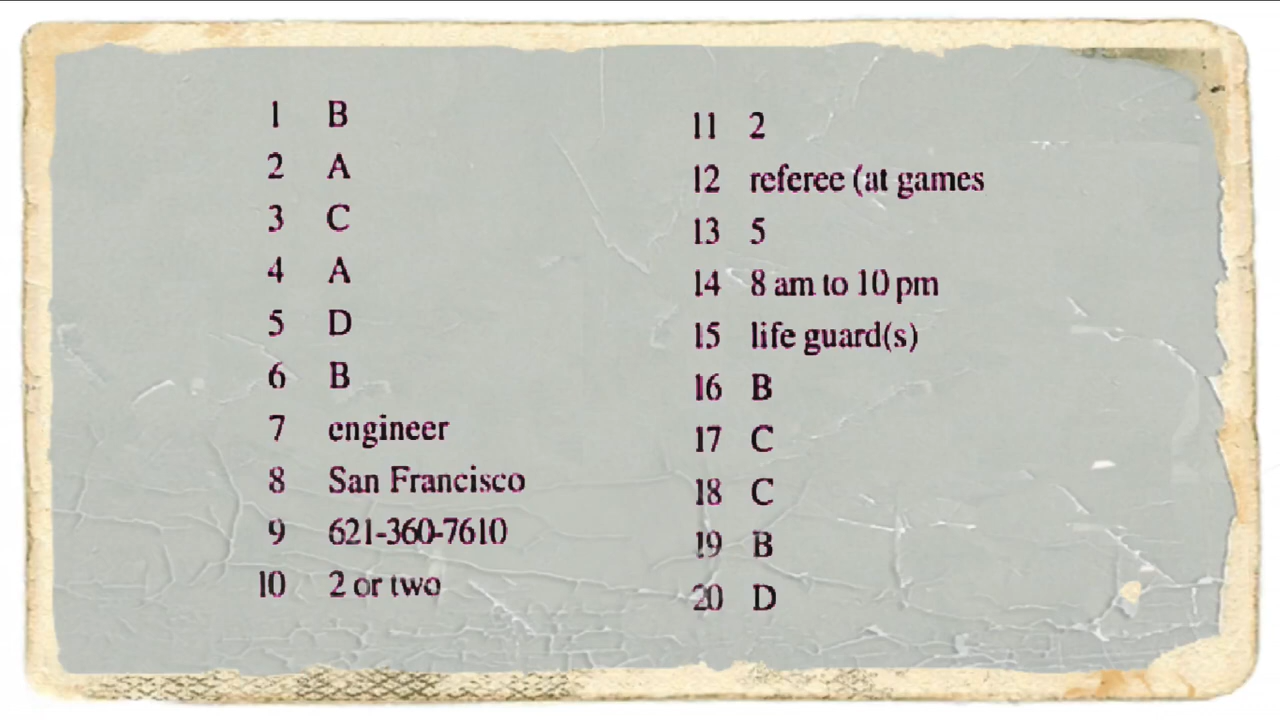 1 B
2 A
3 C
4 A
5 D
6 B
7 engineer
8 San Francisco
9 621-360-7610
10 2 or two
11 2
12 referee (at games
13 5
14 8 am to 10 pm
15 life guard(s)
16 B
17 C
18 C
19 B
20 D